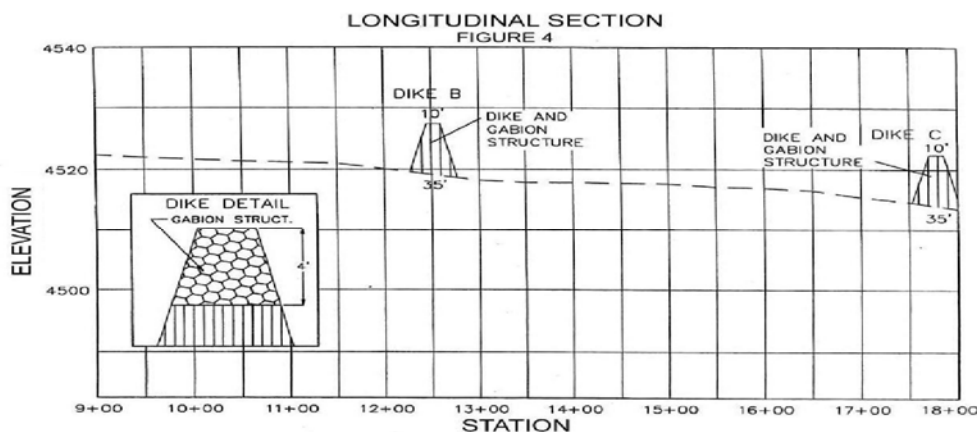 LONGITUDINAL SECTION
FIGURE 4
4540
DIKE B
10'
DIKE AND
GABION
STRUCTURE
35'
DIKE C
10'
DIKE AND
GABION
STRUCTURE
35'
4520
DIKE DETAIL
GABION STRUCT.
4500
ELEVATION
9+00 10+00 11+00 12+00 13+00 14+00 15+00 16+00 17+00 18+00
STATION